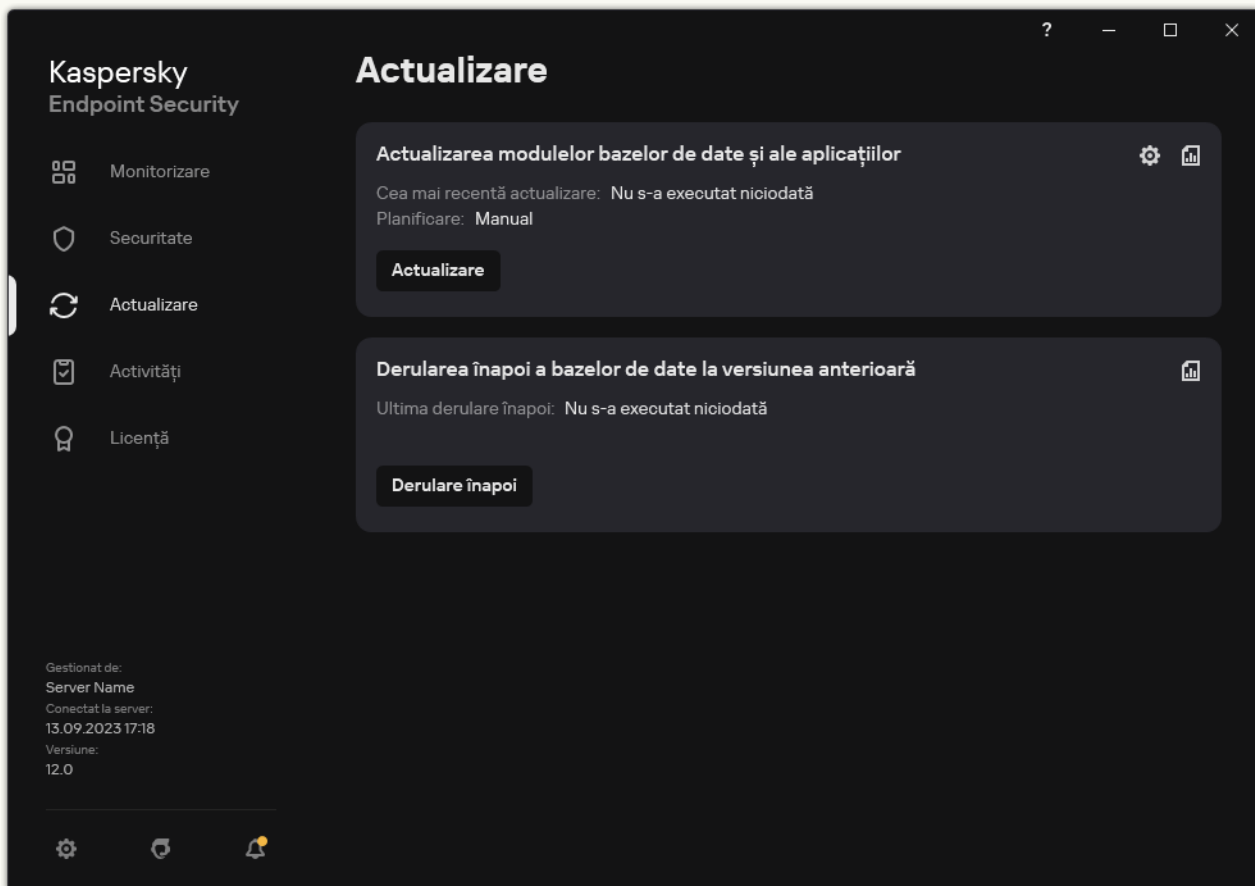 ?
Kaspersky
Endpoint Security
Monitorizare
Securitate
Actualizare
Activități
Licență
Gestionat de:
Server Name
Conectat la server:
13.09.2023 17:18
Versiune:
12.0
Actualizare
Actualizarea modulelor bazelor de date și ale aplicațiilor
Cea mai recentă actualizare: Nu s-a executat niciodată
Planificare: Manual
Actualizare
Derularea înapoi a bazelor de date la versiunea anterioară
Ultima derulare înapoi: Nu s-a executat niciodată
Derulare înapoi